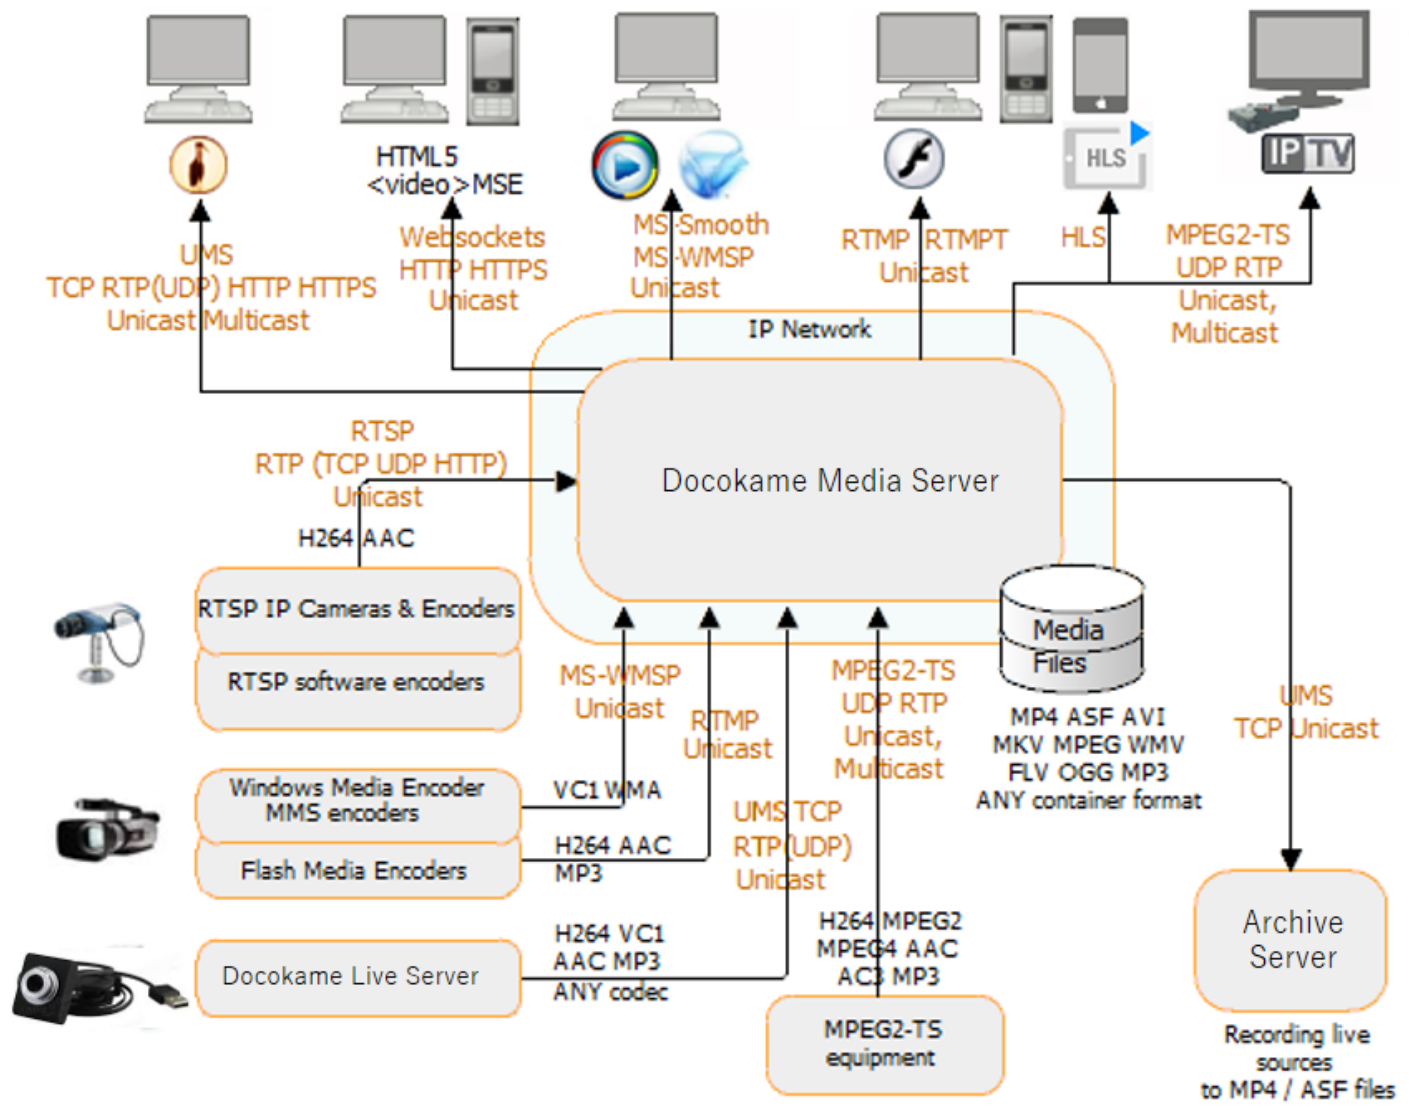 HTML5
<video>MSE
HLS
IPTV
UMS
TCP RTP(UDP) HTTP HTTPS
Unicast Multicast
Websockets
HTTP HTTPS
Unicast
MS-Smooth
MS-WMSP
Unicast
RTMP RTMPT
Unicast
HLS
MPEG2-TS
UDP RTP
Unicast,
Multicast
IP Network
Docokame Media Server
RTSP
RTP (TCP UDP HTTP)
Unicast
H264 AAC
RTSP IP Cameras & Encoders
RTSP software encoders
Windows Media Encoder
MMS encoders
Flash Media Encoders
Docokame Live Server
VC1 WMA
H264 AAC
MP3
H264 VC1
AAC MP3
ANY codec
MS-WMSP
Unicast
RTMP
Unicast
UMS TCP
RTP(UDP)
Unicast
MPEG2-TS
UDP RTP
Unicast,
Multicast
H264 MPEG2
MPEG4 AAC
AC3 MP3
MPEG2-TS
equipment
Media
Files
MP4 ASF AVI
MKV MPEG WMV
FLV OGG MP3
ANY container format
UMS
TCP Unicast
Archive
Server
Recording live
sources
to MP4 / ASF files